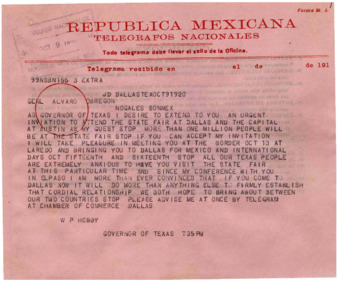 Forma M. 1
REPUBLICA MEXICANA
TELEGRAFOS NACIONALES
OCT 9
Todo telegrama debe llevar el sello de la Oficina.
Telegrama recibido en el de de 191
99NSBN156 3 EXTRA
JD DALLASTEXOCT91920
GENL ALVARO OBREGON
NOGALES SONMEX
AS GOVERNOR OF TEXAS I DESIRE TO EXTEND TO YOU AN URGENT
INVATION TO ATTEND THE STATE FAIR AT DALLAS AND THE CAPITAL
AT AUSTIN AS MY GUEST STOP MORE THAN ONE MILLION PEOPLE WILL
BE AT THE STATE FAIR STOP IF YOU CAN ACCEPT MY INVITATION
I WILL TAKE PLEASURE IN MEETING YOU AT THE BORDER OCT 13 AT
LAREDO AND BRINGING YOU TO DALLAS FOR MEXICO AND INTERNATIONAL
DAYS OCT FIFTEENTH AND SIXTEENTH STOP ALL OUR TEXAS PEOPLE
ARE EXTREMELY ANXIOUS TO HAVE YOU VISIT THE STATE FAIR
AT THIS PARTICULAR TIME AND SINCE MY CONFERENCE WITH YOU
IN ELPASO I AM MORE THAN EVER CONVINCED THAT IF YOU COME TO
DALLAS NOW IT WILL DO MORE THAN ANYTHING ELSE TO FIRMLY ESTABLISH
THAT CORDIAL RELATIONSHIP WE BOTH HOPE TO BRING ABOUT BETWEEN
OUR TWO COUNTRIES STOP PLEASE ADVISE ME AT ONCE BY TELEGRAM
AT CHAMBER OF COMMERCE DALLAS
W P HOBBY
GOVERNOR OF TEXAS 735PM